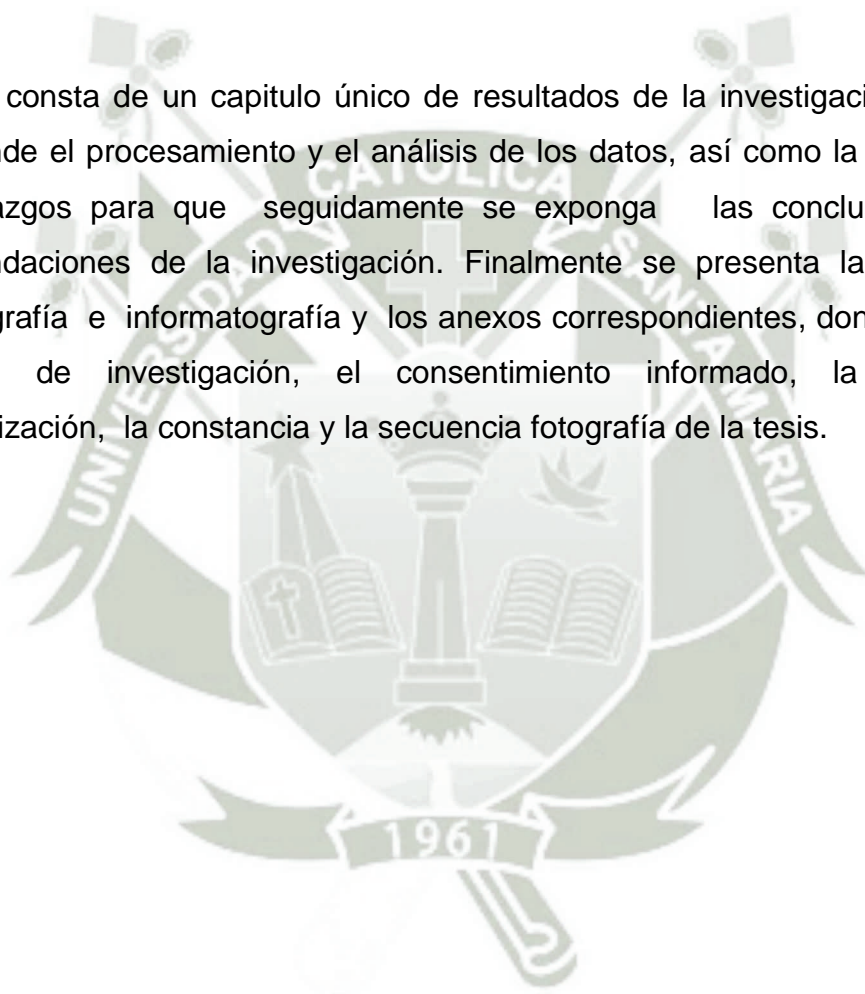 consta de un capitulo único de resultados de la investigaci
nde el procesamiento y el análisis de los datos, así como la
azgos para que seguidamente se exponga las conclu
ndaciones de la investigación. Finalmente se presenta la
grafía e informatografía y los anexos correspondientes, don
de investigación, el consentimiento informado, la
ización, la constancia y la secuencia fotografía de la tesis.
UNIVERSIDAD CATOLICA SANTA MARIA
1961